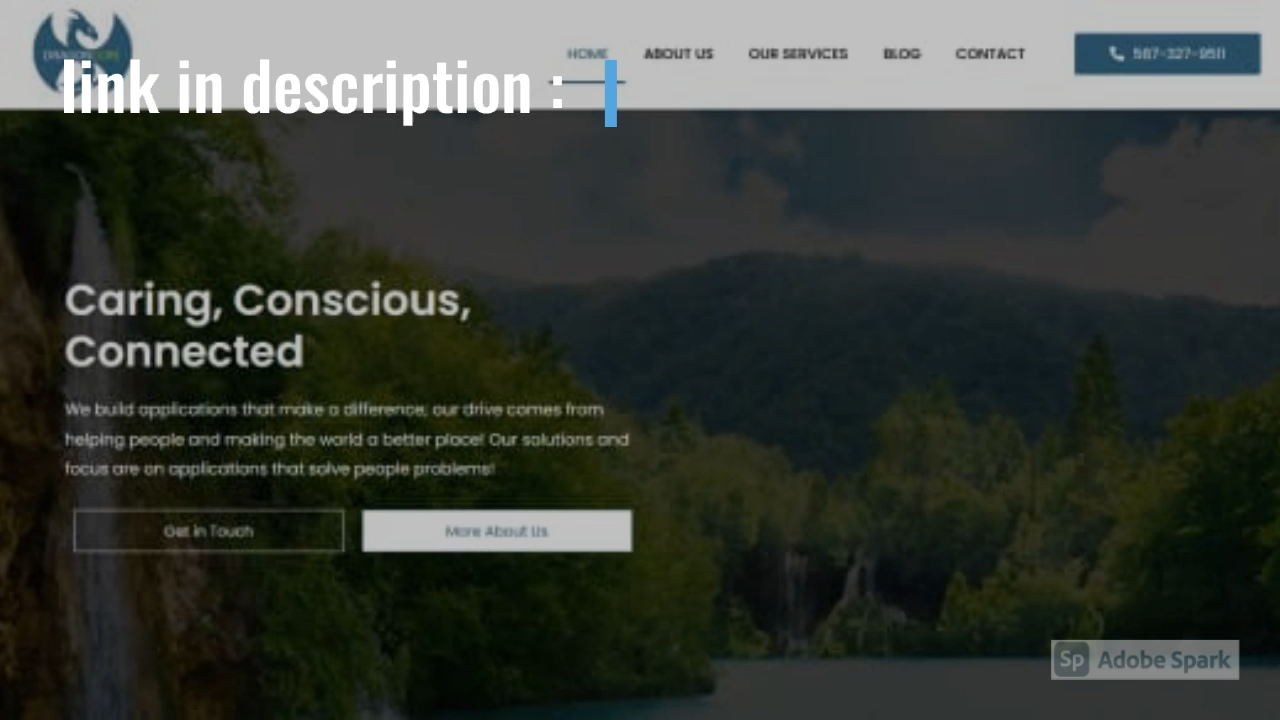 HOME ABOUT US OUR SERVICES BLOG CONTACT 587-327-9511
link in description :
Caring, Conscious,
Connected
We build applications that make a difference, our drive comes from
helping people and making the world a better place! Our solutions and
focus are on applications that solve people problems!
Get in Touch More About Us
Sp Adobe Spark